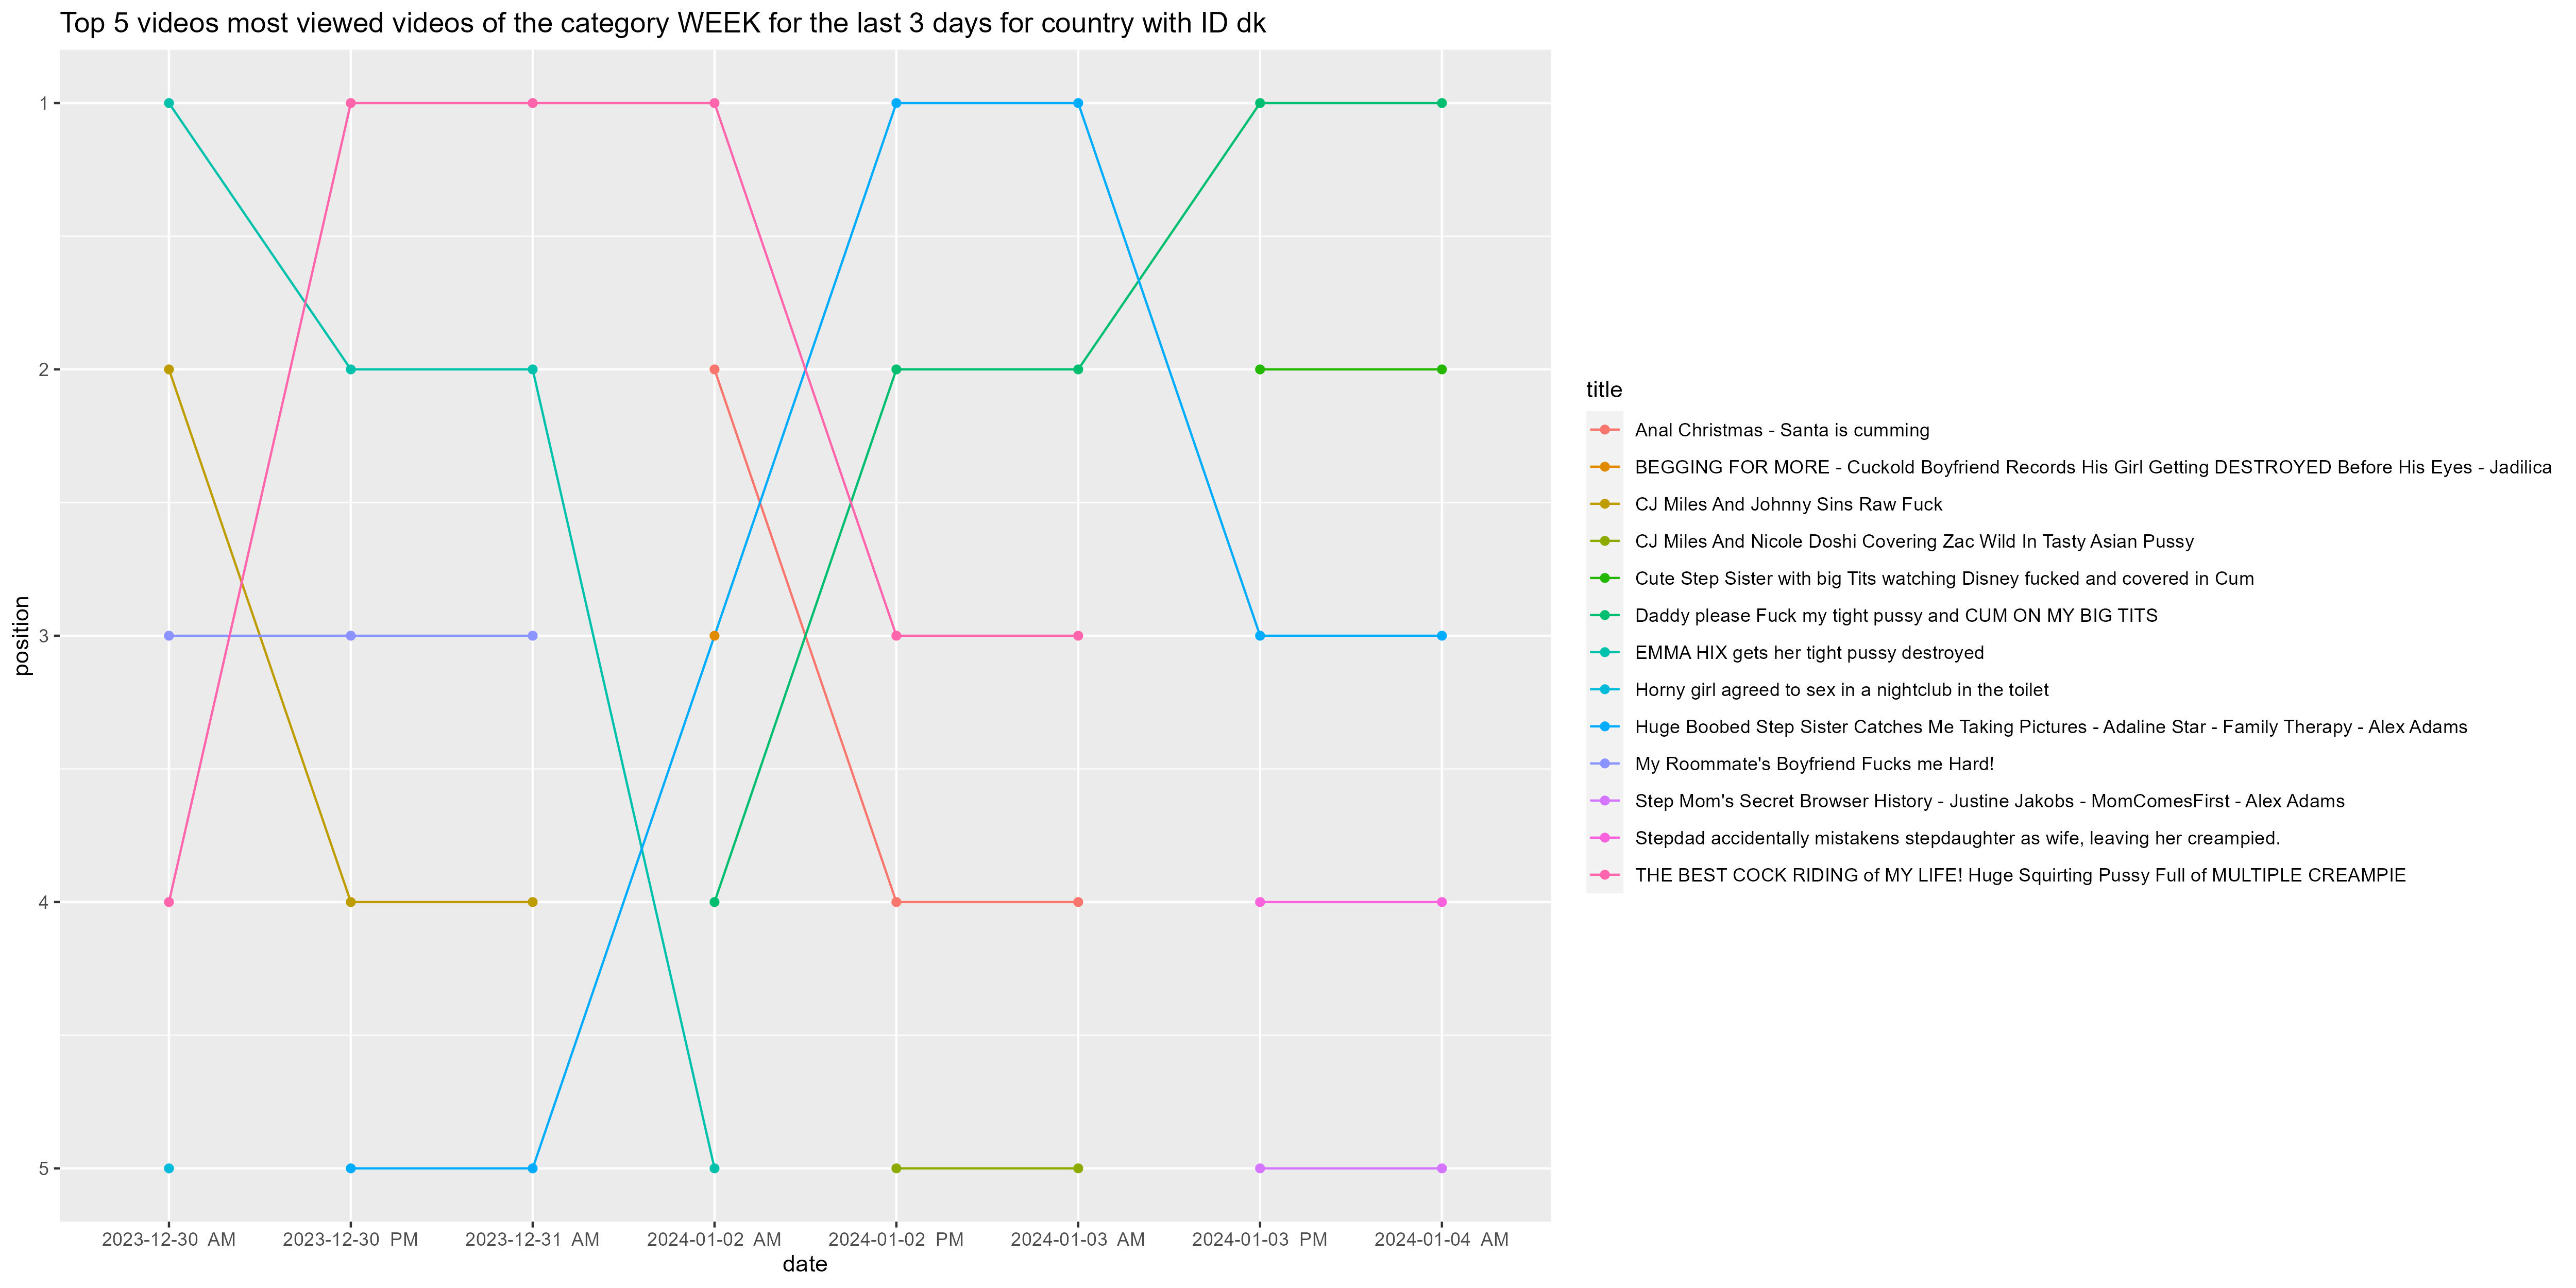 Top 5 videos most viewed videos of the category WEEK for the last 3 days for country with ID dk
position
1
2
3
4
5
2023-12-30 AM
2023-12-30 PM
2023-12-31 AM
2024-01-02 AM
2024-01-02 PM
2024-01-03 AM
2024-01-03 PM
2024-01-04 AM
date
title
Anal Christmas - Santa is cumming
BEGGING FOR MORE - Cuckold Boyfriend Records His Girl Getting DESTROYED Before His Eyes - Jadilica
CJ Miles And Johnny Sins Raw Fuck
CJ Miles And Nicole Doshi Covering Zac Wild In Tasty Asian Pussy
Cute Step Sister with big Tits watching Disney fucked and covered in Cum
Daddy please Fuck my tight pussy and CUM ON MY BIG TITS
EMMA HIX gets her tight pussy destroyed
Horny girl agreed to sex in a nightclub in the toilet
Huge Boobed Step Sister Catches Me Taking Pictures - Adaline Star - Family Therapy - Alex Adams
My Roommate's Boyfriend Fucks me Hard!
Step Mom's Secret Browser History - Justine Jakobs - MomComesFirst - Alex Adams
Stepdad accidentally mistakens stepdaughter as wife, leaving her creampied.
THE BEST COCK RIDING of MY LIFE! Huge Squirting Pussy Full of MULTIPLE CREAMPIE